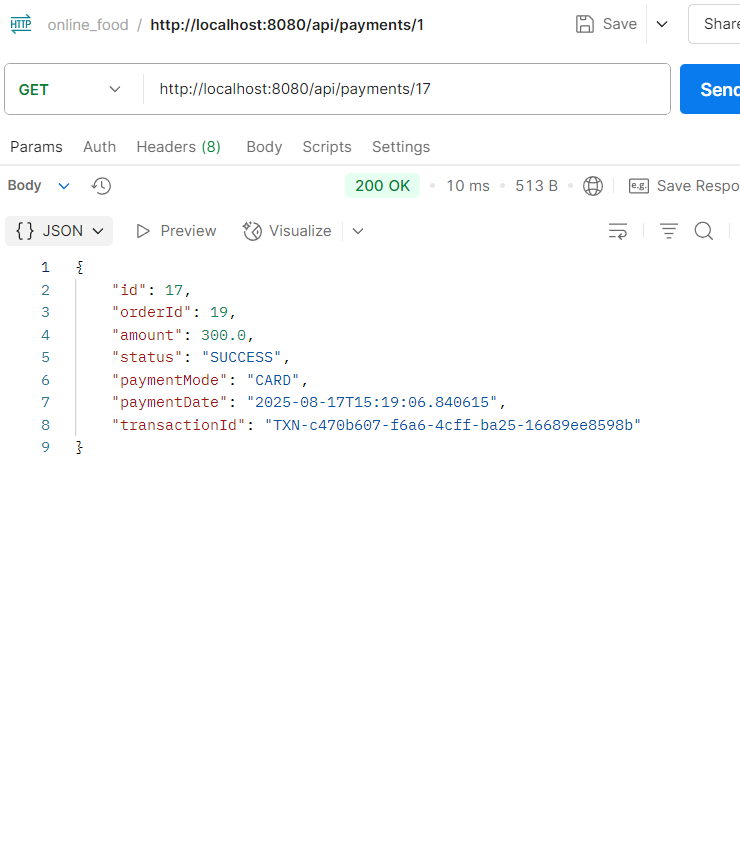 HTTP online_food / http://localhost:8080/api/payments/1 Save Share
GET http://localhost:8080/api/payments/17 Send
Params Auth Headers (8) Body Scripts Settings
Body 200 OK • 10 ms • 513 B • e.g. Save Respo
{} JSON Preview Visualize
1 {
2 "id": 17,
3 "orderId": 19,
4 "amount": 300.0,
5 "status": "SUCCESS",
6 "paymentMode": "CARD",
7 "paymentDate": "2025-08-17T15:19:06.840615",
8 "transactionId": "TXN-c470b607-f6a6-4cff-ba25-16689ee8598b"
9 }